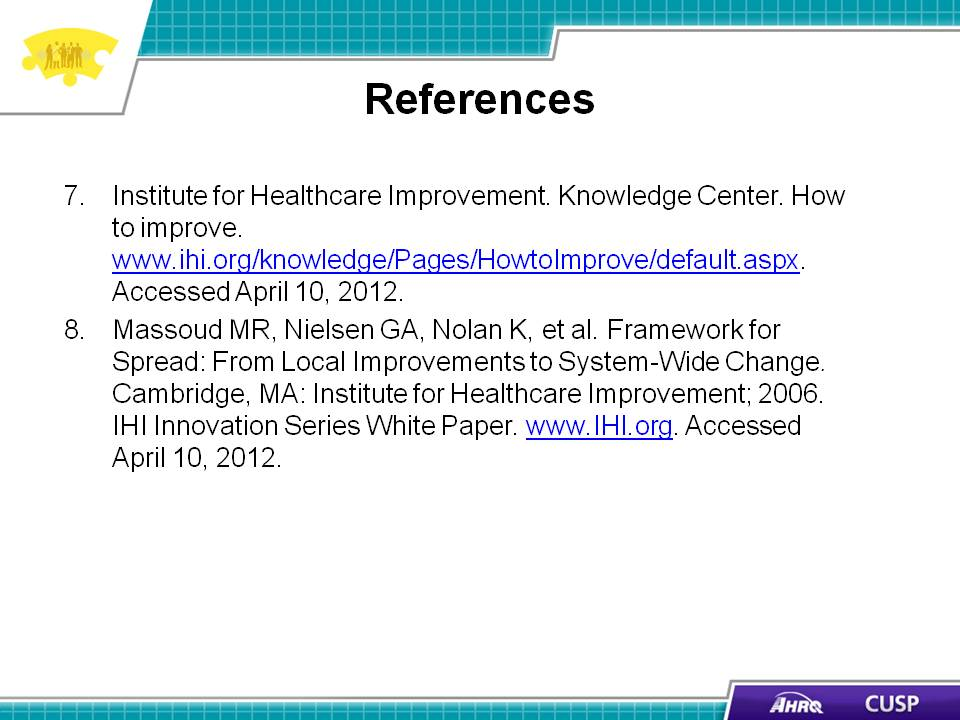 References
7. Institute for Healthcare Improvement. Knowledge Center. How
to improve.
www.ihi.org/knowledge/Pages/HowtoImprove/default.aspx.
Accessed April 10, 2012.
8. Massoud MR, Nielsen GA, Nolan K, et al. Framework for
Spread: From Local Improvements to System-Wide Change.
Cambridge, MA: Institute for Healthcare Improvement; 2006.
IHI Innovation Series White Paper. www.IHI.org. Accessed
April 10, 2012.
AHRQ CUSP